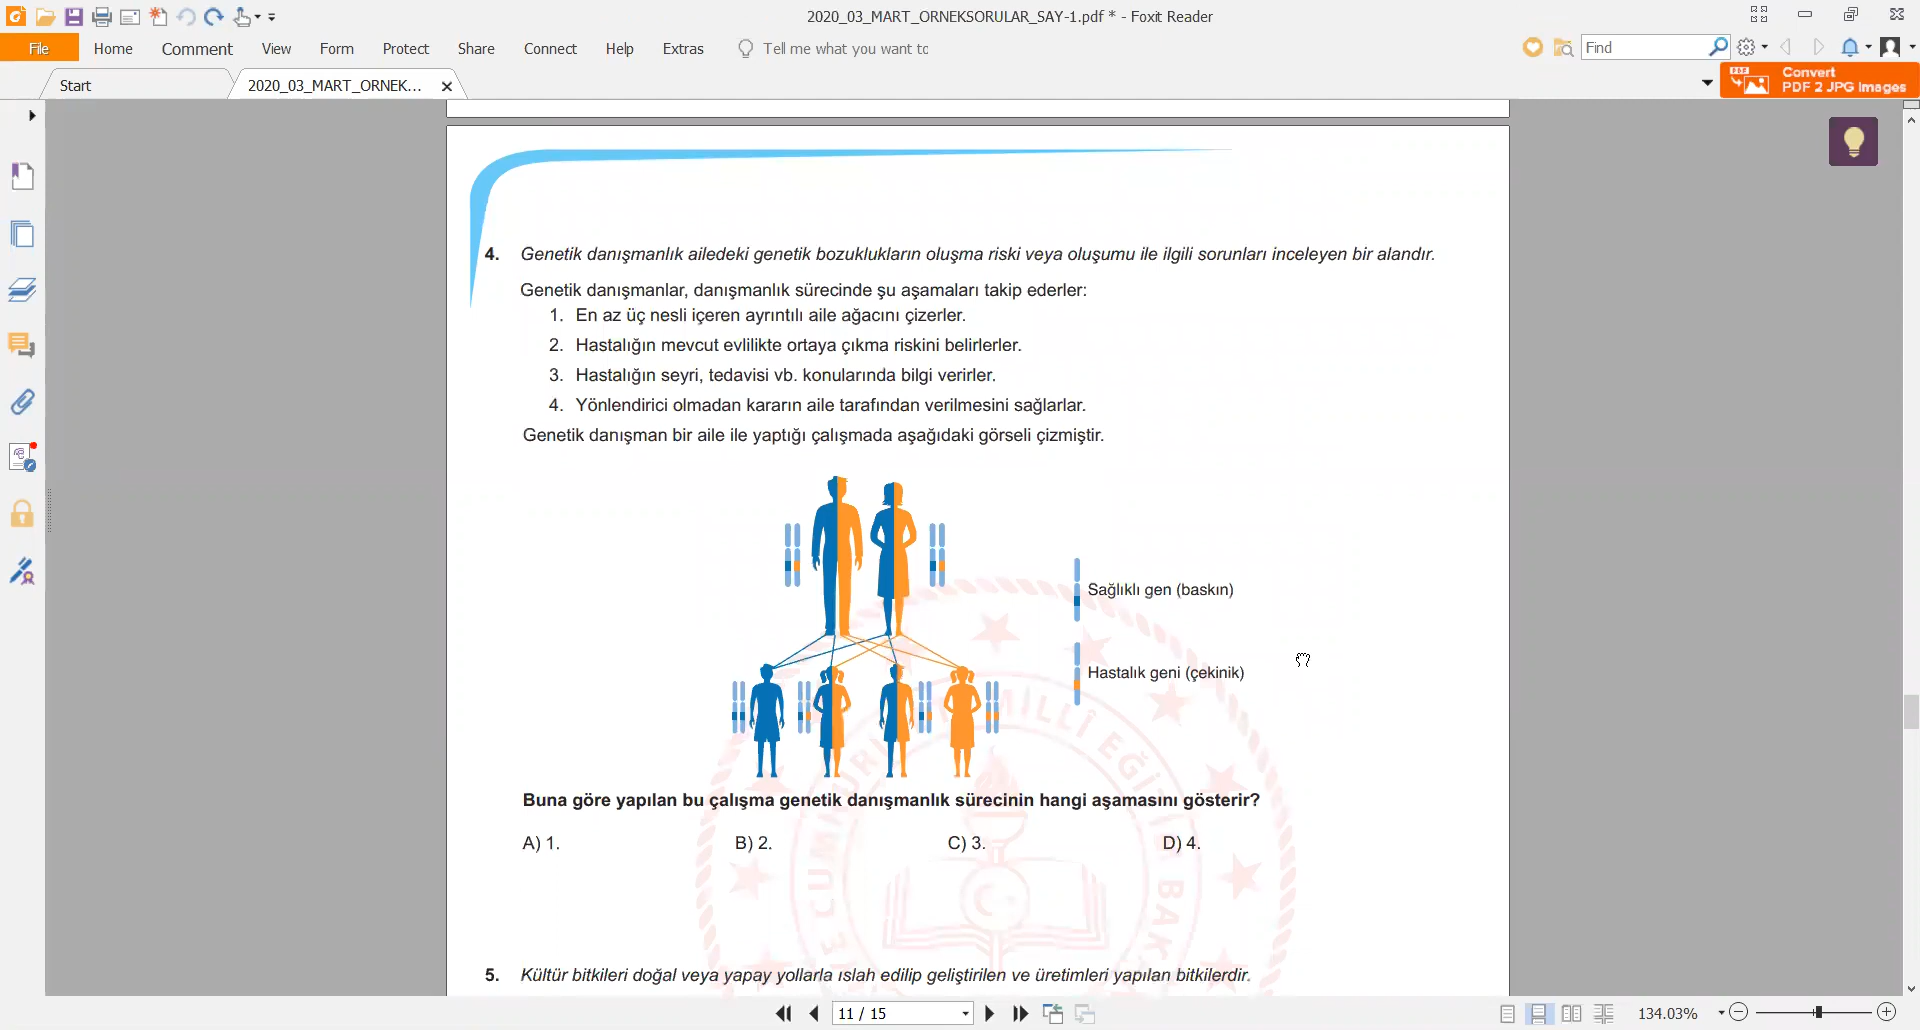 2020_03_MART_ORNEKSORULAR_SAY-1.pdf * - Foxit Reader
File Home Comment View Form Protect Share Connect Help Extras Tell me what you want to Find
Start 2020_03_MART_ORNEK... Convert
PDF 2 JPG Images
4. Genetik danışmanlık ailedeki genetik bozuklukların oluşma riski veya oluşumu ile ilgili sorunları inceleyen bir alandır.
Genetik danışmanlar, danışmanlık sürecinde şu aşamaları takip ederler:
1. En az üç nesli içeren ayrıntılı aile ağacını çizerler.
2. Hastalığın mevcut evlilikte ortaya çıkma riskini belirlerler.
3. Hastalığın seyri, tedavisi vb. konularında bilgi verirler.
4. Yönlendirici olmadan kararın aile tarafından verilmesini sağlarlar.
Genetik danışman bir aile ile yaptığı çalışmada aşağıdaki görseli çizmiştir.
Sağlıklı gen (baskın)
Hastalık geni (çekinik)
Buna göre yapılan bu çalışma genetik danışmanlık sürecinin hangi aşamasını gösterir?
A) 1. B) 2. C) 3. D) 4.
5. Kültür bitkileri doğal veya yapay yollarla ıslah edilip geliştirilen ve üretimleri yapılan bitkilerdir.
11 / 15 134.03%